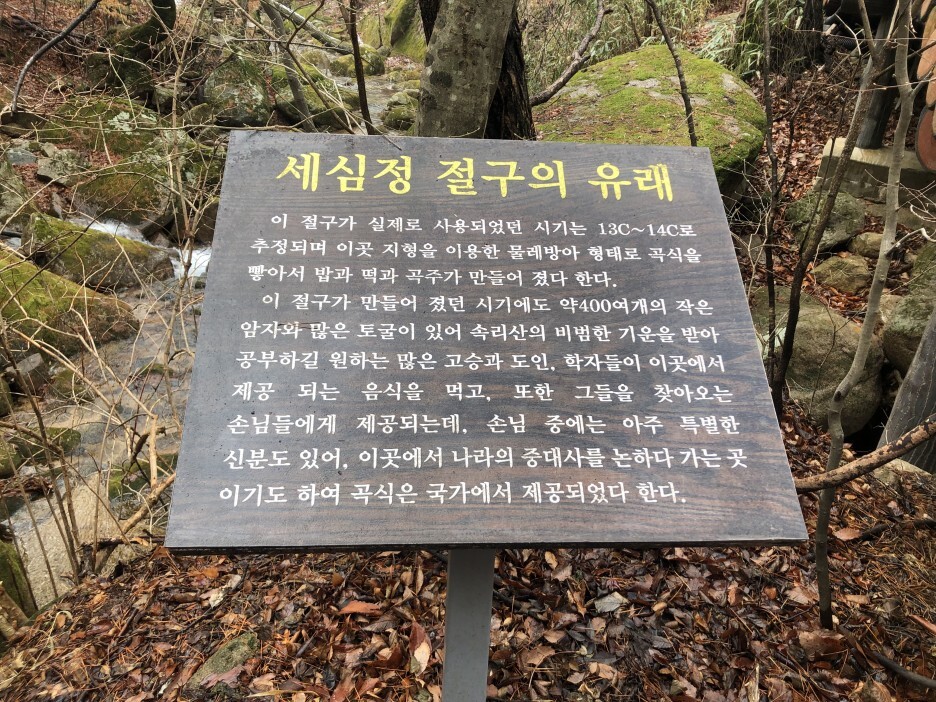 세심정 절구의 유래
이 절구가 실제로 사용되었던 시기는 13C~14C로
추정되며 이곳 지형을 이용한 물레방아 형태로 곡식을
빻아서 밥과 떡과 곡주가 만들어 졌다 한다.
이 절구가 만들어 졌던 시기에도 약400여개의 작은
암자와 많은 토굴이 있어 속리산의 비범한 기운을 받아
공부하길 원하는 많은 고승과 도인, 학자들이 이곳에서
제공 되는 음식을 먹고, 또한 그들을 찾아오는
손님들에게 제공되는데, 손님 중에는 아주 특별한
신분도 있어, 이곳에서 나라의 중대사를 논하다 가는 곳
이기도 하여 곡식은 국가에서 제공되었다 한다.